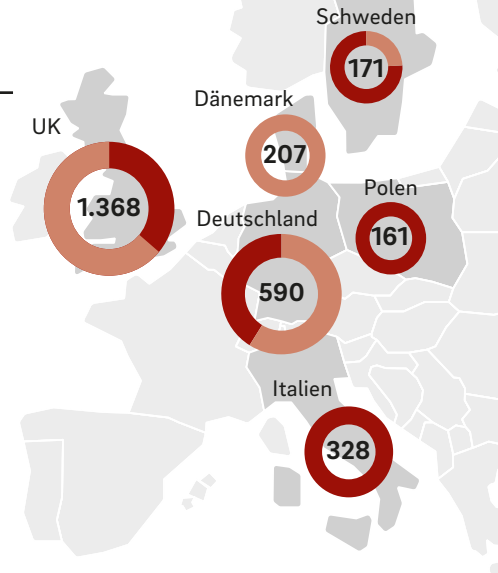 Schweden
171
Dänemark
207
UK
1.368
Polen
161
Deutschland
590
Italien
328